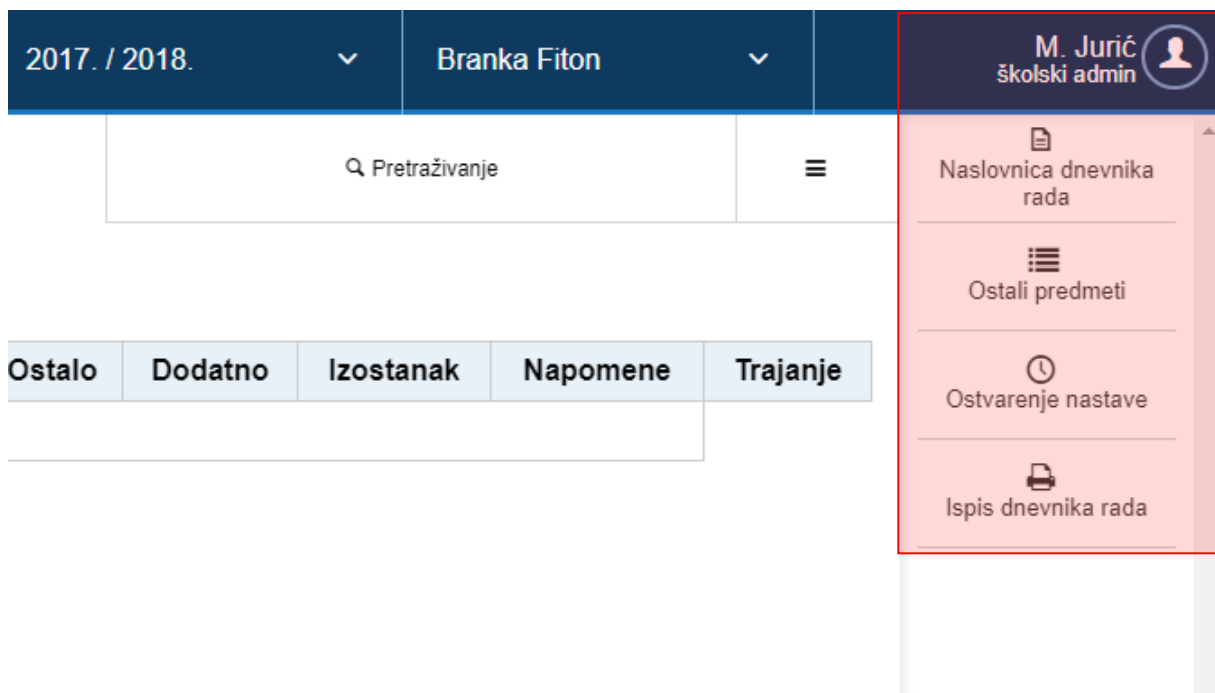 2017. / 2018.
Branka Fiton
M. Jurić
školski admin
Pretraživanje
Naslovnica dnevnika
rada
Ostali predmeti
Ostalo Dodatno Izostanak Napomene Trajanje
Ostvarenje nastave
Ispis dnevnika rada